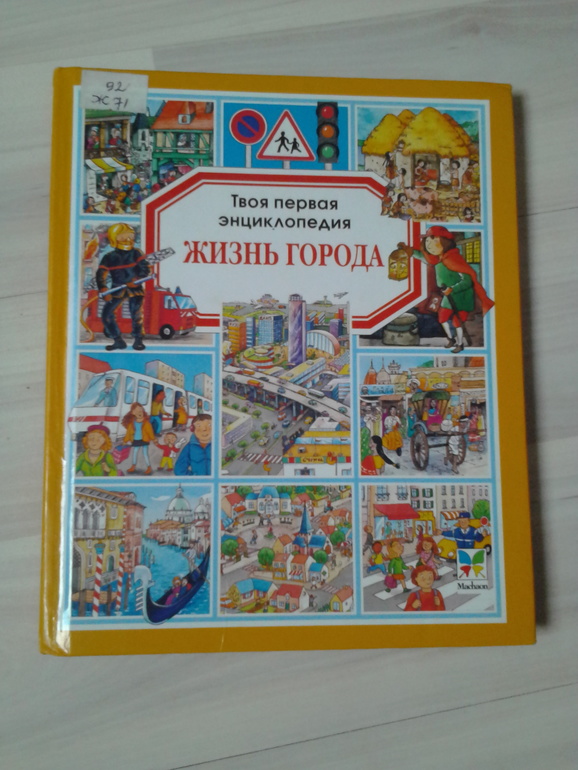 92
Ж 71
Твоя первая
энциклопедия
ЖИЗНЬ ГОРОДА
Machaon